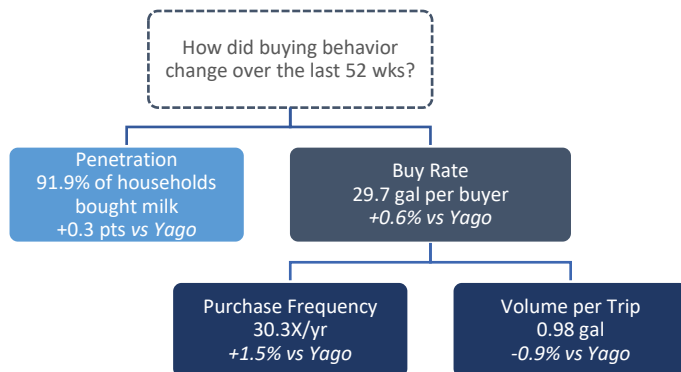 How did buying behavior
change over the last 52 wks?
Penetration
91.9% of households
bought milk
+0.3 pts vs Yago
Buy Rate
29.7 gal per buyer
+0.6% vs Yago
Purchase Frequency
30.3X/yr
+1.5% vs Yago
Volume per Trip
0.98 gal
-0.9% vs Yago